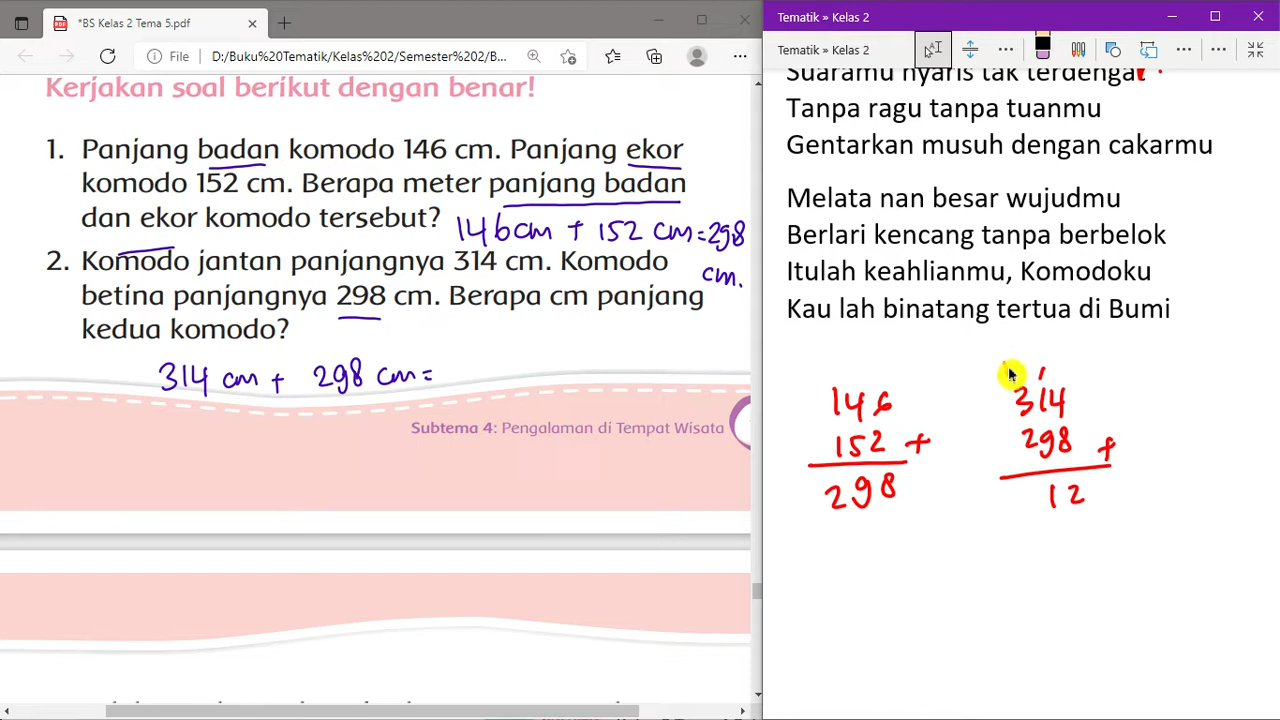 *BS Kelas 2 Tema 5.pdf
File
D:/Buku%20Tematik/Kelas%202/Semester%202/B...
Kerjakan soal berikut dengan benar!
1. Panjang badan komodo 146 cm. Panjang ekor
komodo 152 cm. Berapa meter panjang badan
dan ekor komodo tersebut?
146cm + 152 cm = 298
cm.
2. Komodo jantan panjangnya 314 cm. Komodo
betina panjangnya 298 cm. Berapa cm panjang
kedua komodo?
314 cm + 298 cm =
Subtema 4: Pengalaman di Tempat Wisata
Tematik » Kelas 2
Tematik » Kelas 2
Suaramu nyaris tak terdengar
Tanpa ragu tanpa tuanmu
Gentarkan musuh dengan cakarmu
Melata nan besar wujudmu
Berlari kencang tanpa berbelok
Itulah keahlianmu, Komodoku
Kau lah binatang tertua di Bumi
146
152 +
298
1
314
298 +
12